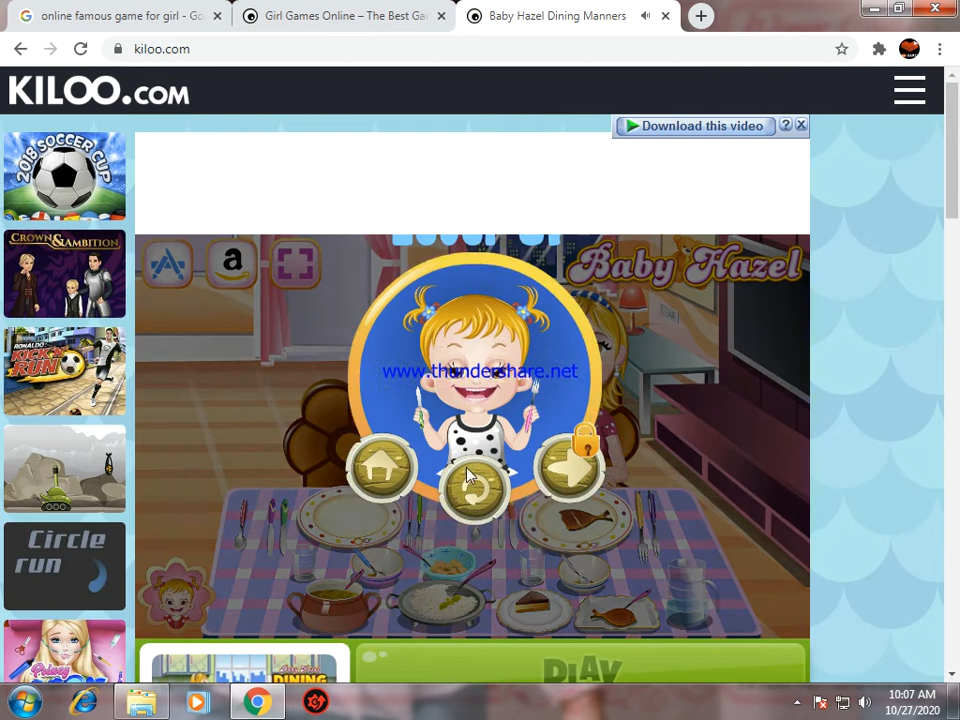 online famous game for girl - Go
Girl Games Online – The Best Ga
Baby Hazel Dining Manners
kiloo.com
KILOO.COM
Download this video
?
2018 SOCCER CUP
a
Baby Hazel
CROWN & AMBITION
RONALDO:
KICK'N RUN
www.thundershare.net
Circle
run
DINING
PLAY
10:07 AM
10/27/2020